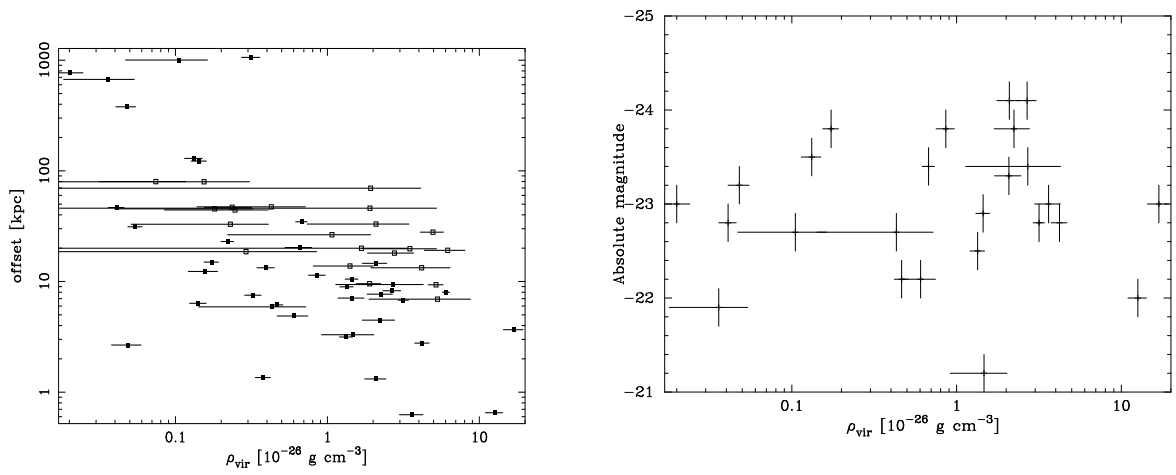 1000
100
10
1
offset [kpc]
0.1 1 10
ρvir [10⁻²⁶ g cm⁻³]
-25
-24
-23
-22
-21
Absolute magnitude
0.1 1 10
ρvir [10⁻²⁶ g cm⁻³]